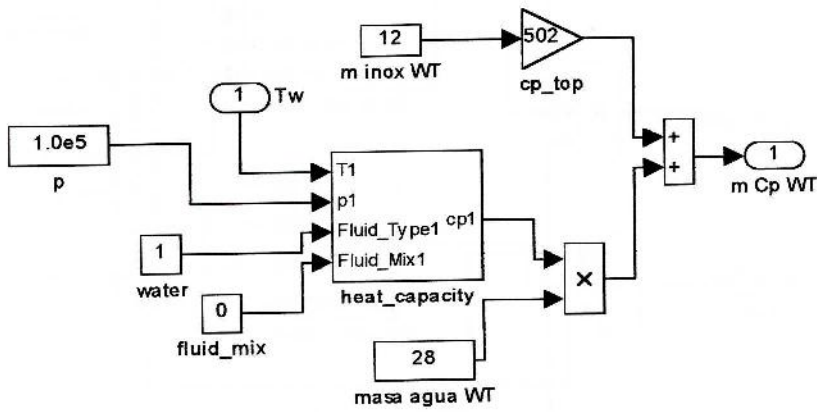 12
m inox WT
502
cp_top
1
Tw
1.0e5
p
T1
p1
Fluid_Type1
Fluid_Mix1
cp1
heat_capacity
1
water
0
fluid_mix
28
masa agua WT
×
+
+
1
m Cp WT